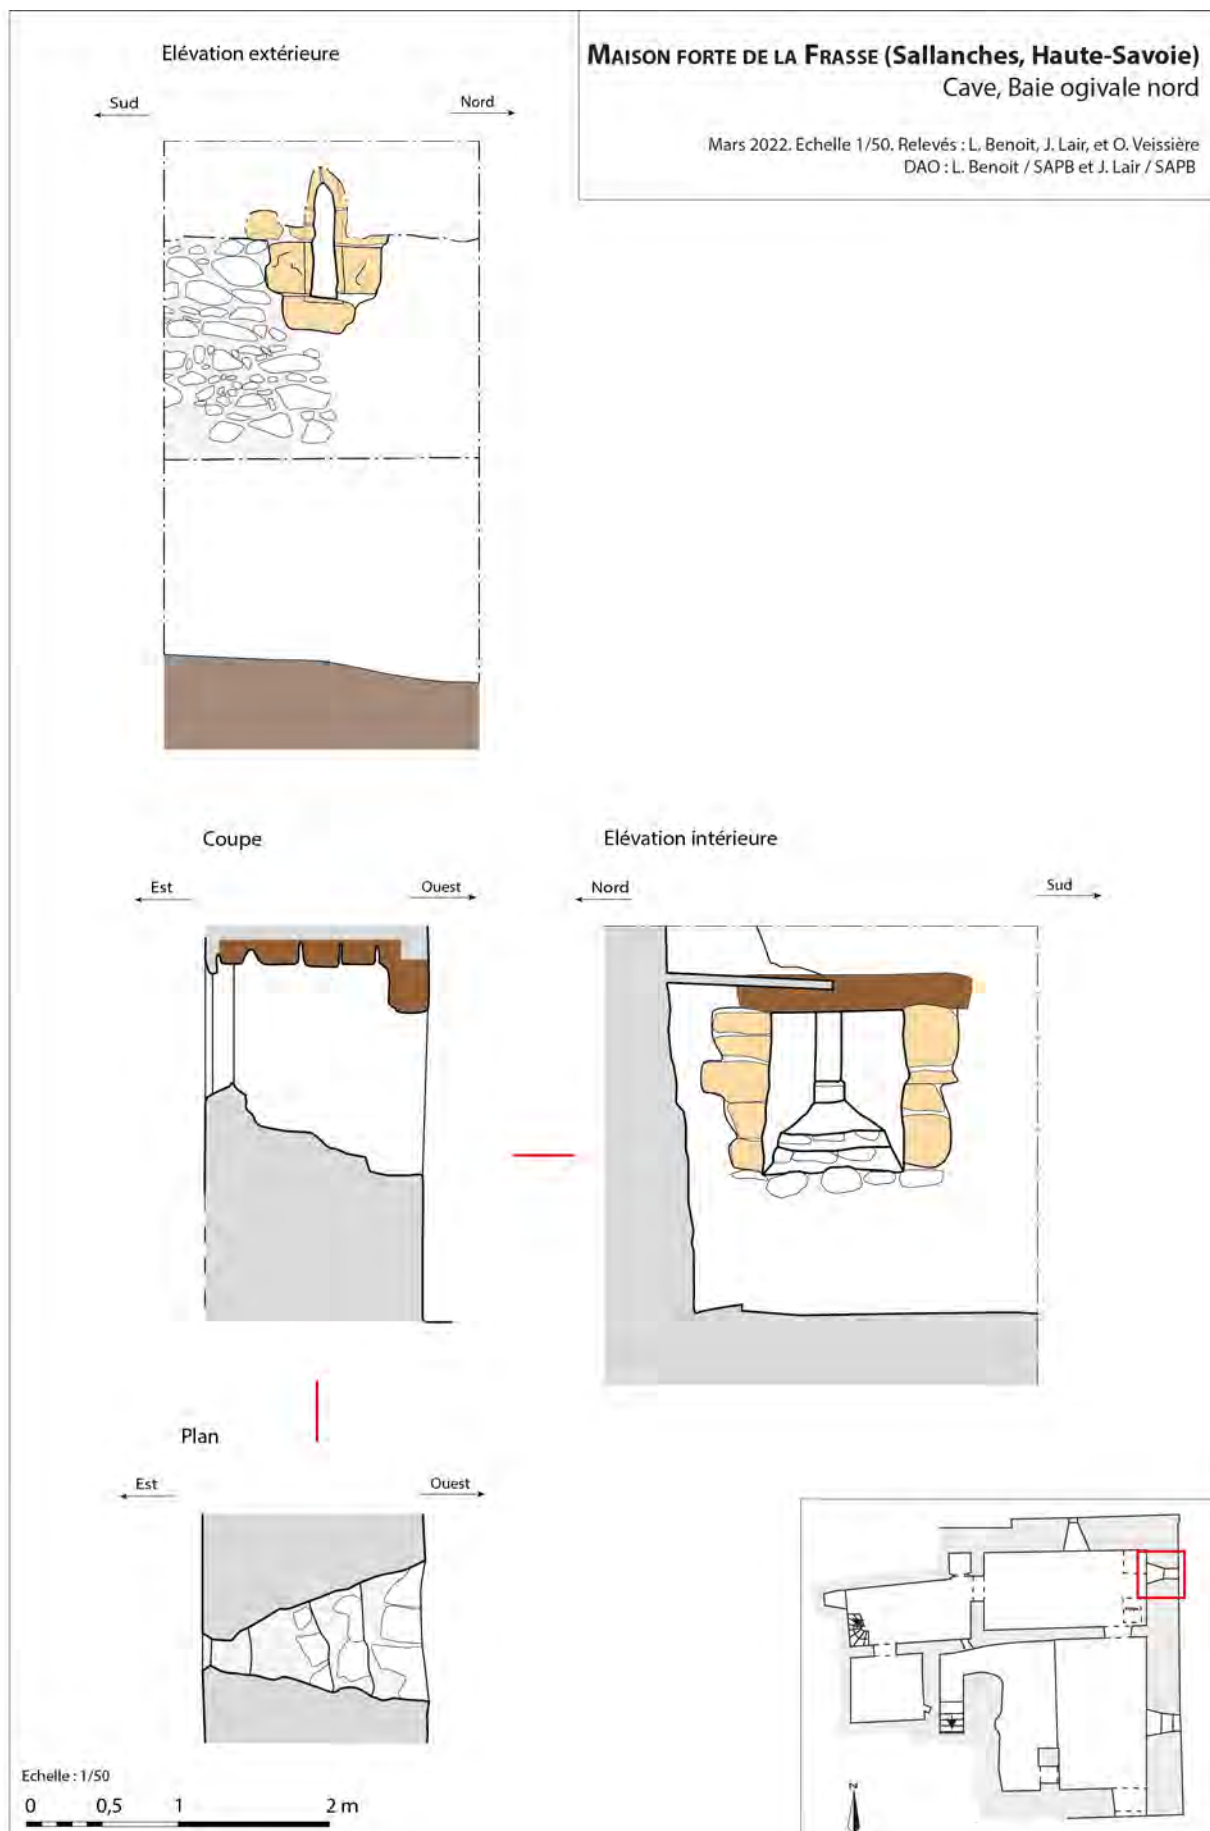 Elévation extérieure
MAISON FORTE DE LA FRASSE (Sallanches, Haute-Savoie)
Cave, Baie ogivale nord
Mars 2022. Echelle 1/50. Relevés : L. Benoit, J. Lair, et O. Veissière
DAO : L. Benoit / SAPB et J. Lair / SAPB
Sud
Nord
Coupe
Est
Ouest
Elévation intérieure
Nord
Sud
Plan
Est
Ouest
Echelle : 1/50
0 0,5 1 2 m
N